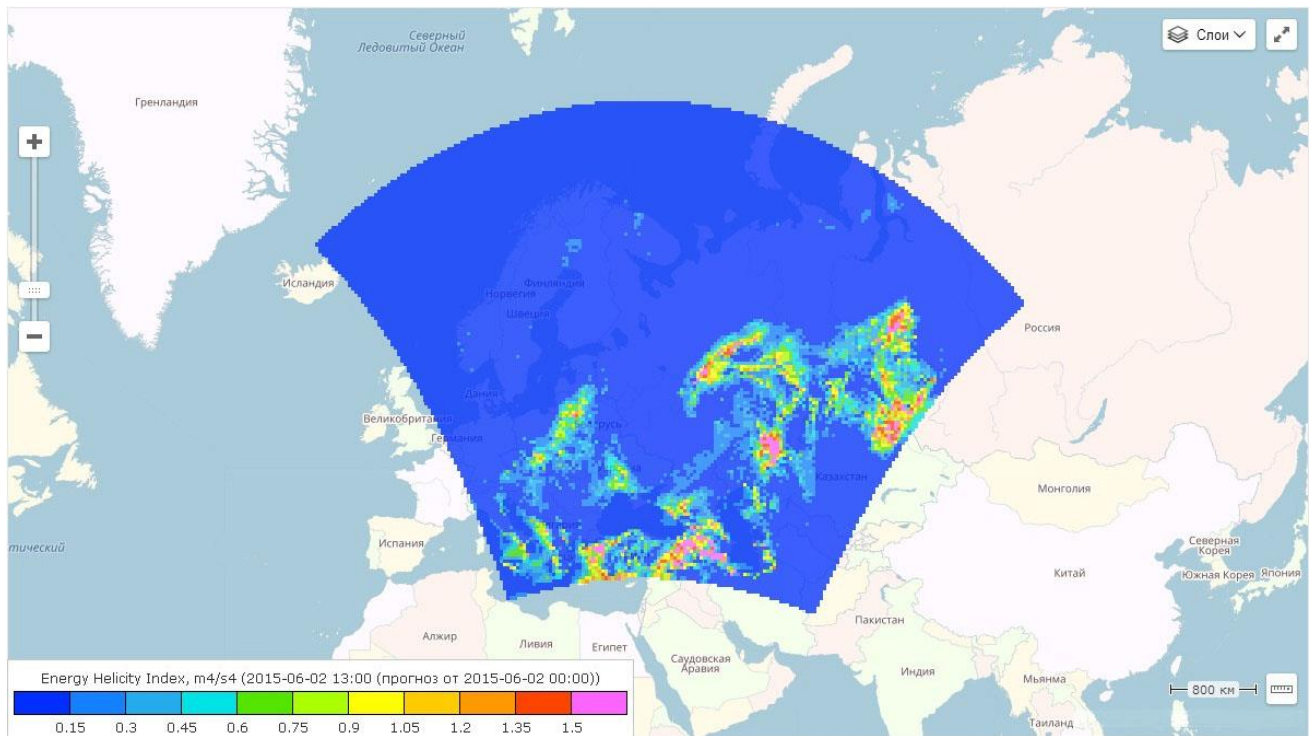 Северный
Ледовитый Океан
Слои
Гренландия
Исландия
Финляндия
Норвегия
Швеция
Россия
Дания
Великобритания
Германия
Казахстан
Монголия
тический
Испания
Северная
Корея
Китай
Южная Корея
Япония
Пакистан
Алжир
Ливия
Египет
Саудовская
Аравия
Индия
Мьянма
Таиланд
800 км
Energy Helicity Index, m4/s4 (2015-06-02 13:00 (прогноз от 2015-06-02 00:00))
0.15 0.3 0.45 0.6 0.75 0.9 1.05 1.2 1.35 1.5